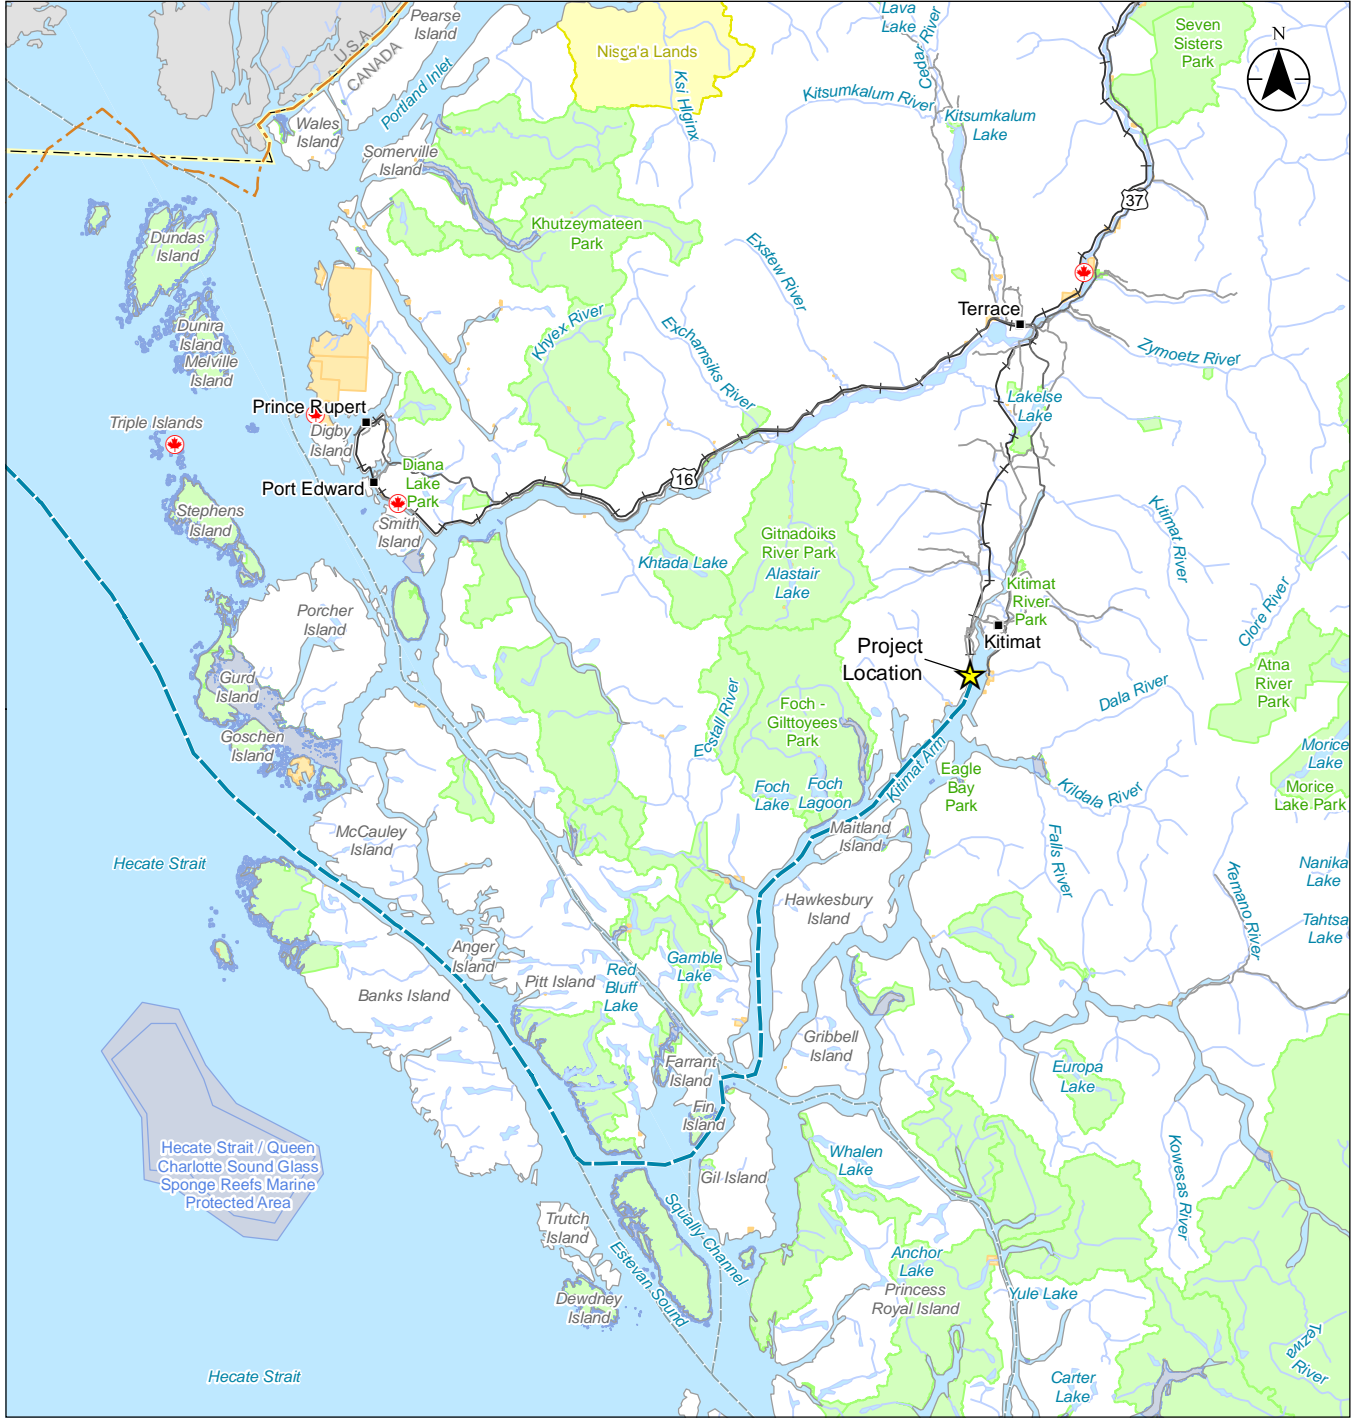 Pearse
Island
Lava
Lake
Cedar River
Seven
Sisters
Park
N
U.S.A
CANADA
Portland Inlet
Nisga'a Lands
Ksi Hlginx
Kitsumkalum River
Kitsumkalum
Lake
Wales
Island
Somerville
Island
37
Dundas
Island
Khutzeymateen
Park
Exstew River
Terrace
Dunira
Island
Melville
Island
Khyex River
Exchamsiks River
Zymoetz River
Lakelse
Lake
Prince Rupert
Triple Islands
Digby
Island
Diana
Lake
Park
Port Edward
16
Stephens
Island
Smith
Island
Gitnadoiks
River Park
Alastair
Lake
Khtada Lake
Kitimat River
Clore River
Kitimat
River
Park
Porcher
Island
Kitimat
Project
Location
Atna
River
Park
Gurd
Island
Ecstall River
Foch -
Gilttoyees
Park
Dala River
Goschen
Island
Morice
Lake
Morice
Lake Park
Kitimat Arm
Eagle
Bay
Park
Foch
Lake
Foch
Lagoon
Kildala River
McCauley
Island
Maitland
Island
Falls River
Hecate Strait
Nanika
Lake
Kemano River
Hawkesbury
Island
Tahtsa
Lake
Anger
Island
Gamble
Lake
Red
Bluff
Lake
Pitt Island
Banks Island
Gribbell
Island
Farrant
Island
Europa
Lake
Fin
Island
Hecate Strait / Queen
Charlotte Sound Glass
Sponge Reefs Marine
Protected Area
Whalen
Lake
Kowesas River
Gil Island
Squally Channel
Trutch
Island
Estevan Sound
Anchor
Lake
Princess
Royal Island
Yule Lake
Dewdney
Island
Tezwa
River
Hecate Strait
Carter
Lake